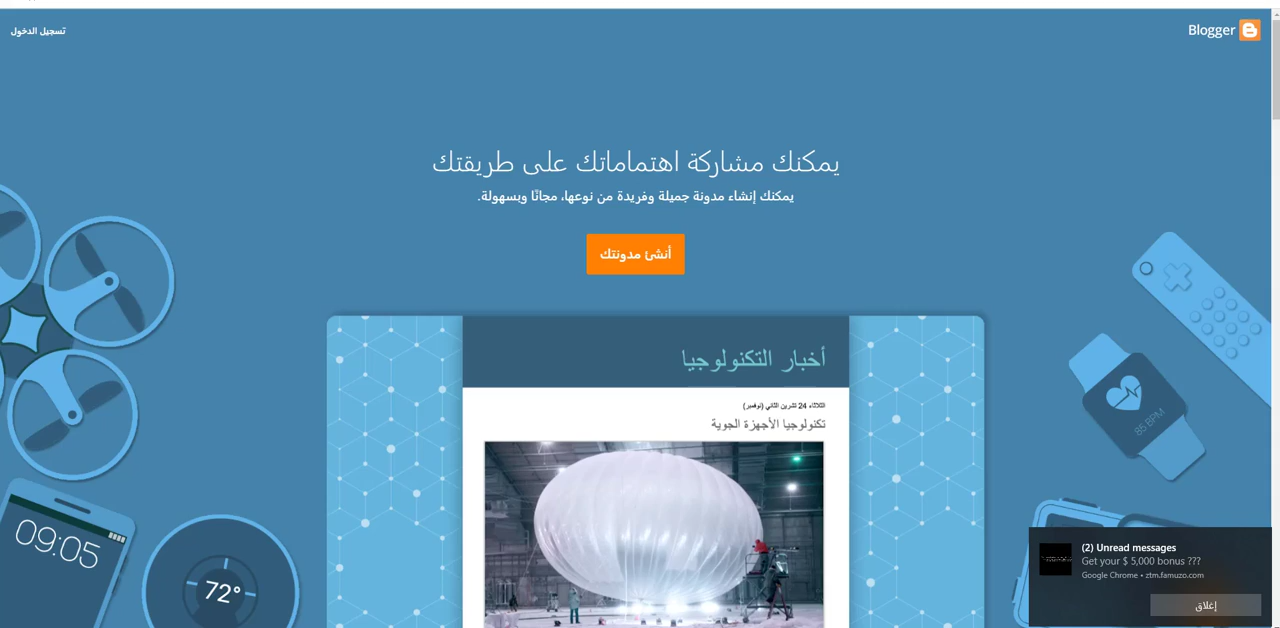 Blogger
تسجيل الدخول
يمكنك مشاركة اهتماماتك على طريقتك
يمكنك إنشاء مدونة جميلة وفريدة من نوعها، مجانًا وبسهولة.
أنشئ مدونتك
أخبار التكنولوجيا
الثلاثاء 24 تشرين الثاني (نوفمبر)
تكنولوجيا الأجهزة الجوية
85 BPM
09:05
72°
(2) Unread messages
Get your $ 5,000 bonus ???
Google Chrome • ztm.famuzo.com
إغلاق